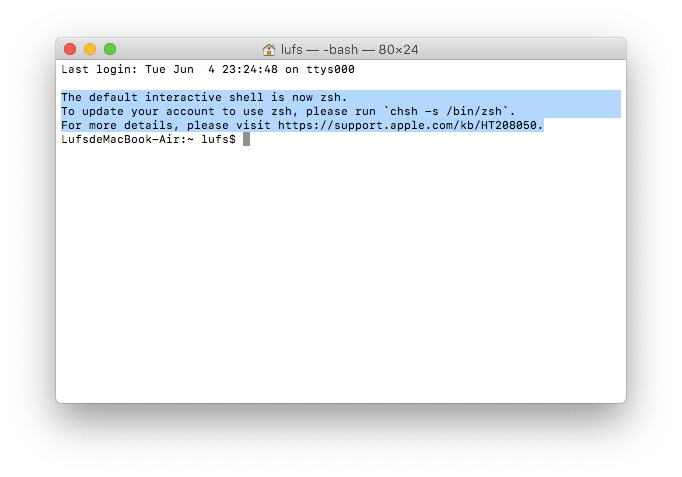 lufs — -bash — 80×24
Last login: Tue Jun  4 23:24:48 on ttys000
The default interactive shell is now zsh.
To update your account to use zsh, please run `chsh -s /bin/zsh`.
For more details, please visit https://support.apple.com/kb/HT208050.
LufsdeMacBook-Air:~ lufs$